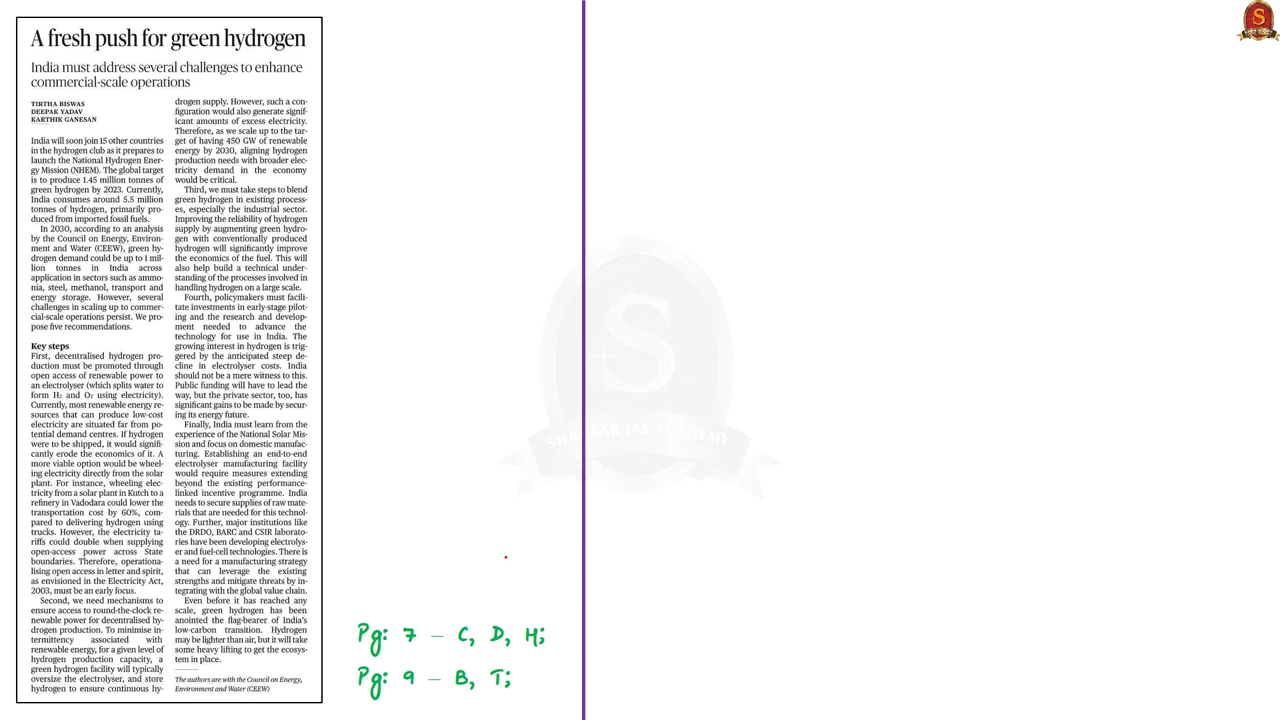 A fresh push for green hydrogen
India must address several challenges to enhance
commercial-scale operations
TIRTHA BISWAS
DEEPAK YADAV
KARTHIK GANESAN
India will soon join 15 other countries
in the hydrogen club as it prepares to
launch the National Hydrogen Ener-
gy Mission (NHEM). The global target
is to produce 1.45 million tonnes of
green hydrogen by 2023. Currently,
India consumes around 5.5 million
tonnes of hydrogen, primarily pro-
duced from imported fossil fuels.
In 2030, according to an analysis
by the Council on Energy, Environ-
ment and Water (CEEW), green hy-
drogen demand could be up to 1 mil-
lion tonnes in India across
application in sectors such as ammo-
nia, steel, methanol, transport and
energy storage. However, several
challenges in scaling up to commer-
cial-scale operations persist. We pro-
pose five recommendations.
Key steps
First, decentralised hydrogen pro-
duction must be promoted through
open access of renewable power to
an electrolyser (which splits water to
form H₂ and O₂ using electricity).
Currently, most renewable energy re-
sources that can produce low-cost
electricity are situated far from po-
tential demand centres. If hydrogen
were to be shipped, it would signifi-
cantly erode the economics of it. A
more viable option would be wheel-
ing electricity directly from the solar
plant. For instance, wheeling elec-
tricity from a solar plant in Kutch to a
refinery in Vadodara could lower the
transportation cost by 60%, com-
pared to delivering hydrogen using
trucks. However, the electricity ta-
riffs could double when supplying
open-access power across State
boundaries. Therefore, operationa-
lising open access in letter and spirit,
as envisioned in the Electricity Act,
2003, must be an early focus.
Second, we need mechanisms to
ensure access to round-the-clock re-
newable power for decentralised hy-
drogen production. To minimise in-
termittency associated with
renewable energy, for a given level of
hydrogen production capacity, a
green hydrogen facility will typically
oversize the electrolyser, and store
hydrogen to ensure continuous hy-
drogen supply. However, such a con-
figuration would also generate signif-
icant amounts of excess electricity.
Therefore, as we scale up to the tar-
get of having 450 GW of renewable
energy by 2030, aligning hydrogen
production needs with broader elec-
tricity demand in the economy
would be critical.
Third, we must take steps to blend
green hydrogen in existing process-
es, especially the industrial sector.
Improving the reliability of hydrogen
supply by augmenting green hydro-
gen with conventionally produced
hydrogen will significantly improve
the economics of the fuel. This will
also help build a technical under-
standing of the processes involved in
handling hydrogen on a large scale.
Fourth, policymakers must facili-
tate investments in early-stage pilot-
ing and the research and develop-
ment needed to advance the
technology for use in India. The
growing interest in hydrogen is trig-
gered by the anticipated steep de-
cline in electrolyser costs. India
should not be a mere witness to this.
Public funding will have to lead the
way, but the private sector, too, has
significant gains to be made by secur-
ing its energy future.
Finally, India must learn from the
experience of the National Solar Mis-
sion and focus on domestic manufac-
turing. Establishing an end-to-end
electrolyser manufacturing facility
would require measures extending
beyond the existing performance-
linked incentive programme. India
needs to secure supplies of raw mate-
rials that are needed for this technol-
ogy. Further, major institutions like
the DRDO, BARC and CSIR laborato-
ries have been developing electrolys-
er and fuel-cell technologies. There is
a need for a manufacturing strategy
that can leverage the existing
strengths and mitigate threats by in-
tegrating with the global value chain.
Even before it has reached any
scale, green hydrogen has been
anointed the flag-bearer of India's
low-carbon transition. Hydrogen
may be lighter than air, but it will take
some heavy lifting to get the ecosys-
tem in place.
The authors are with the Council on Energy,
Environment and Water (CEEW)
Pg: 7 – C, D, H;
Pg: 9 – B, T;
S
S
SHANKAR IAS ACADEMY